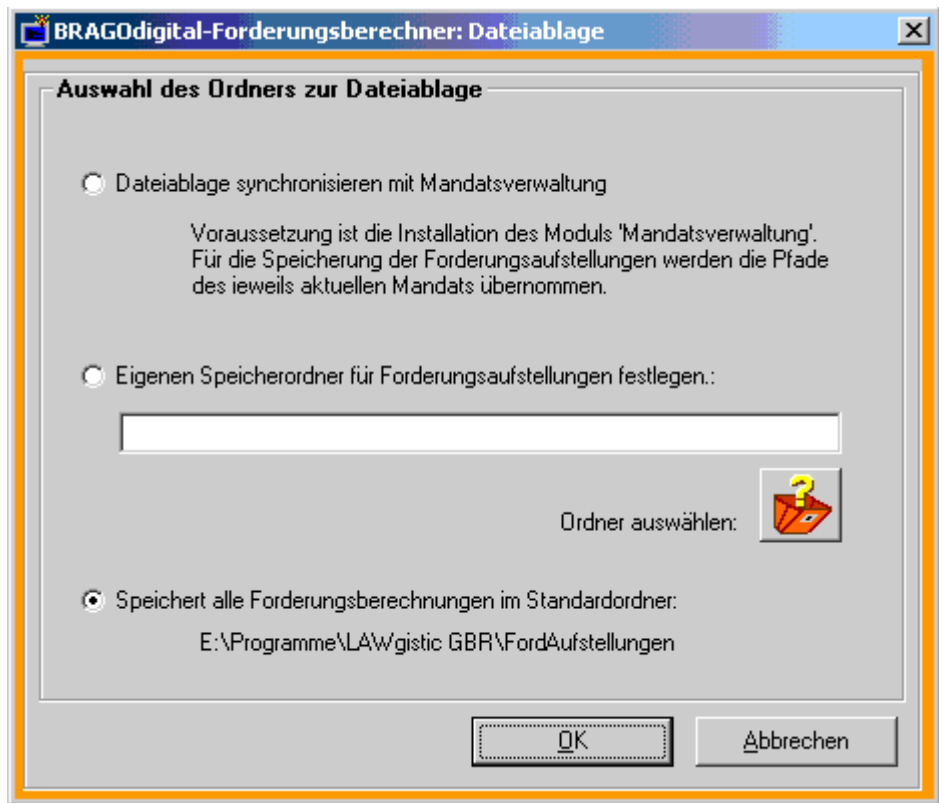 BRAGOdigital-Forderungsberechner: Dateiablage
Auswahl des Ordners zur Dateiablage
Dateiablage synchronisieren mit Mandatsverwaltung
Voraussetzung ist die Installation des Moduls 'Mandatsverwaltung'.
Für die Speicherung der Forderungsaufstellungen werden die Pfade
des jeweils aktuellen Mandats übernommen.
Eigenen Speicherordner für Forderungsaufstellungen festlegen.:
Ordner auswählen:
Speichert alle Forderungsberechnungen im Standardordner:
E:\Programme\LAWgistic GBR\FordAufstellungen
OK
Abbrechen